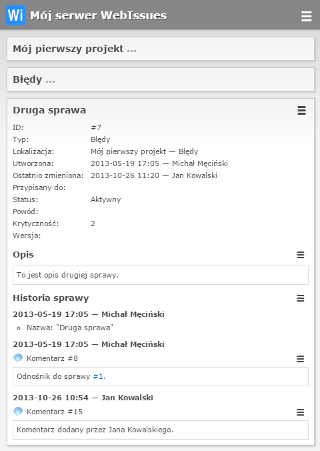 Wi Mój serwer WebIssues
Mój pierwszy projekt ...
Błędy ...
Druga sprawa
ID: #7
Typ: Błędy
Lokalizacja: Mój pierwszy projekt — Błędy
Utworzona: 2013-05-19 17:05 — Michał Męciński
Ostatnio zmieniona: 2013-10-26 11:20 — Jan Kowalski
Przypisany do:
Status: Aktywny
Powód:
Krytyczność: 2
Wersja:
Opis
To jest opis drugiej sprawy.
Historia sprawy
2013-05-19 17:05 — Michał Męciński
Nazwa: "Druga sprawa"
2013-05-19 17:05 — Michał Męciński
Komentarz #8
Odnośnik do sprawy #1.
2013-10-26 10:54 — Jan Kowalski
Komentarz #15
Komentarz dodany przez Jana Kowalskiego.